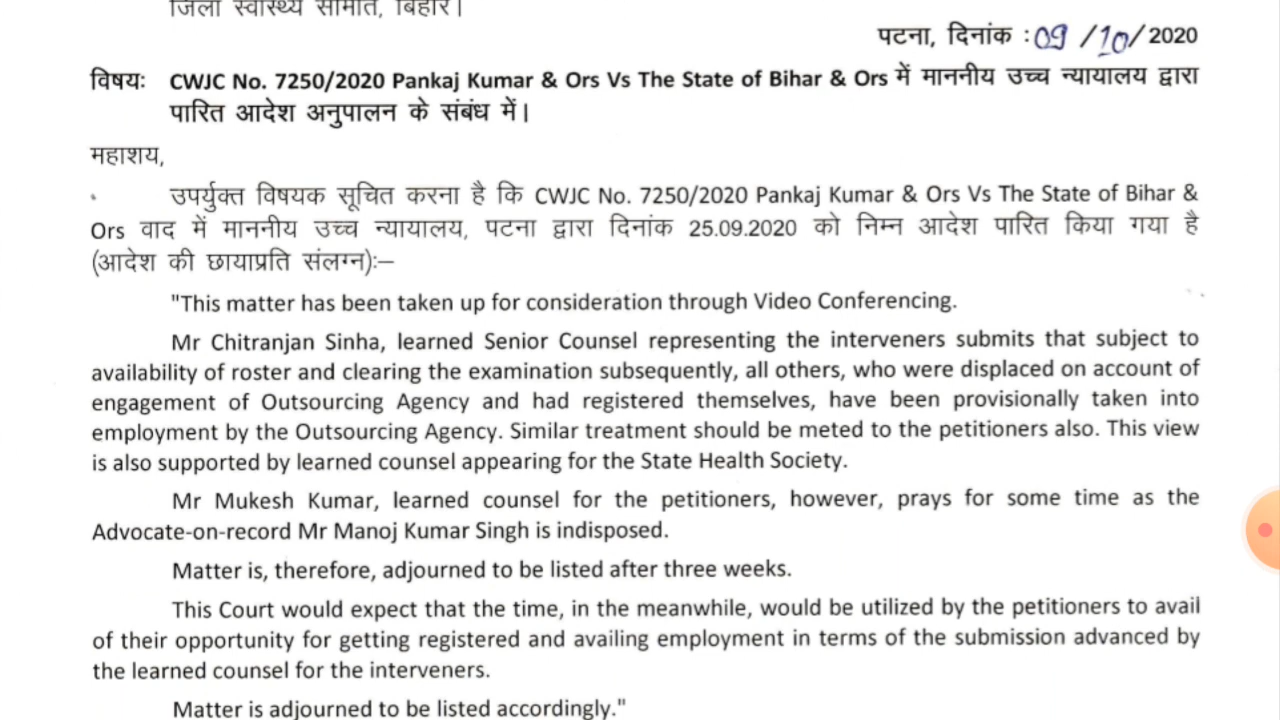 जिला स्वास्थ्य समिति, बिहार।
पटना, दिनांक : 09/10/2020
विषयः CWJC No. 7250/2020 Pankaj Kumar & Ors Vs The State of Bihar & Ors में माननीय उच्च न्यायालय द्वारा
पारित आदेश अनुपालन के संबंध में।
महाशय,
उपर्युक्त विषयक सूचित करना है कि CWJC No. 7250/2020 Pankaj Kumar & Ors Vs The State of Bihar &
Ors वाद में माननीय उच्च न्यायालय, पटना द्वारा दिनांक 25.09.2020 को निम्न आदेश पारित किया गया है
(आदेश की छायाप्रति संलग्न):–
"This matter has been taken up for consideration through Video Conferencing.
Mr Chitranjan Sinha, learned Senior Counsel representing the interveners submits that subject to
availability of roster and clearing the examination subsequently, all others, who were displaced on account of
engagement of Outsourcing Agency and had registered themselves, have been provisionally taken into
employment by the Outsourcing Agency. Similar treatment should be meted to the petitioners also. This view
is also supported by learned counsel appearing for the State Health Society.
Mr Mukesh Kumar, learned counsel for the petitioners, however, prays for some time as the
Advocate-on-record Mr Manoj Kumar Singh is indisposed.
Matter is, therefore, adjourned to be listed after three weeks.
This Court would expect that the time, in the meanwhile, would be utilized by the petitioners to avail
of their opportunity for getting registered and availing employment in terms of the submission advanced by
the learned counsel for the interveners.
Matter is adjourned to be listed accordingly."